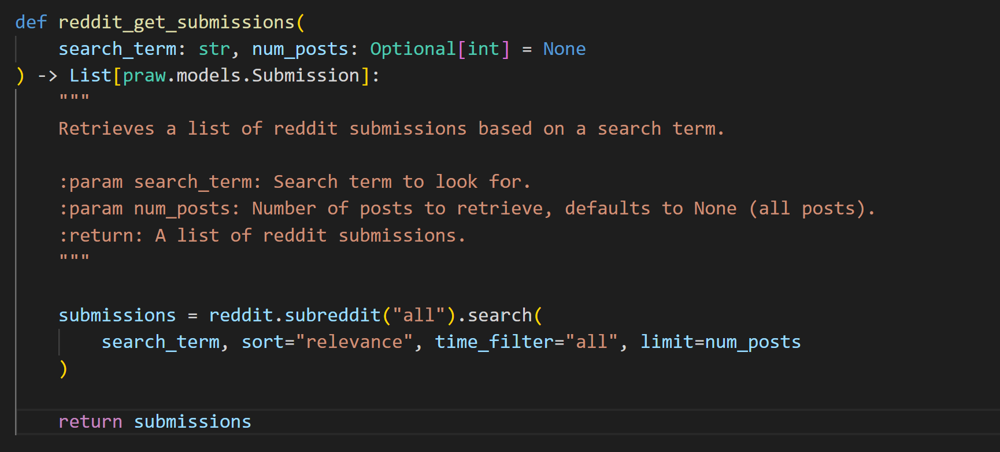 def reddit_get_submissions(
    search_term: str, num_posts: Optional[int] = None
) -> List[praw.models.Submission]:
    """
    Retrieves a list of reddit submissions based on a search term.

    :param search_term: Search term to look for.
    :param num_posts: Number of posts to retrieve, defaults to None (all posts).
    :return: A list of reddit submissions.
    """

    submissions = reddit.subreddit("all").search(
        search_term, sort="relevance", time_filter="all", limit=num_posts
    )

    return submissions